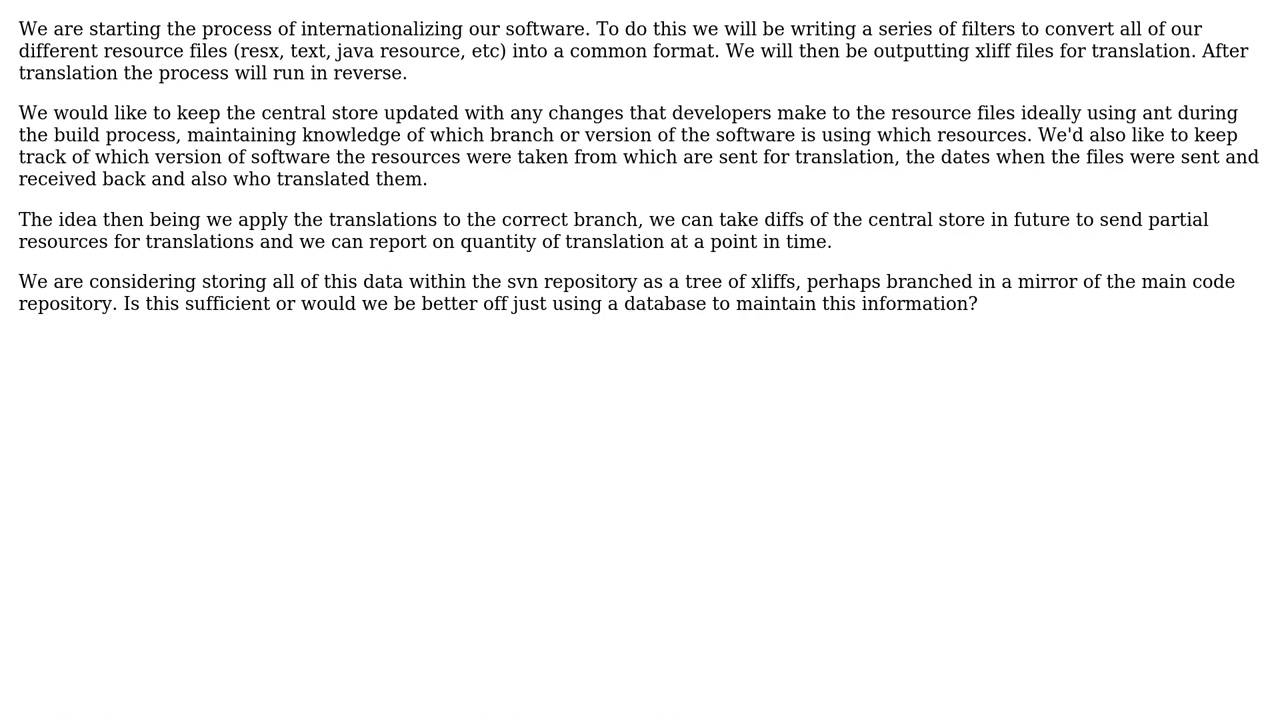 We are starting the process of internationalizing our software. To do this we will be writing a series of filters to convert all of our
different resource files (resx, text, java resource, etc) into a common format. We will then be outputting xliff files for translation. After
translation the process will run in reverse.
We would like to keep the central store updated with any changes that developers make to the resource files ideally using ant during
the build process, maintaining knowledge of which branch or version of the software is using which resources. We'd also like to keep
track of which version of software the resources were taken from which are sent for translation, the dates when the files were sent and
received back and also who translated them.
The idea then being we apply the translations to the correct branch, we can take diffs of the central store in future to send partial
resources for translations and we can report on quantity of translation at a point in time.
We are considering storing all of this data within the svn repository as a tree of xliffs, perhaps branched in a mirror of the main code
repository. Is this sufficient or would we be better off just using a database to maintain this information?